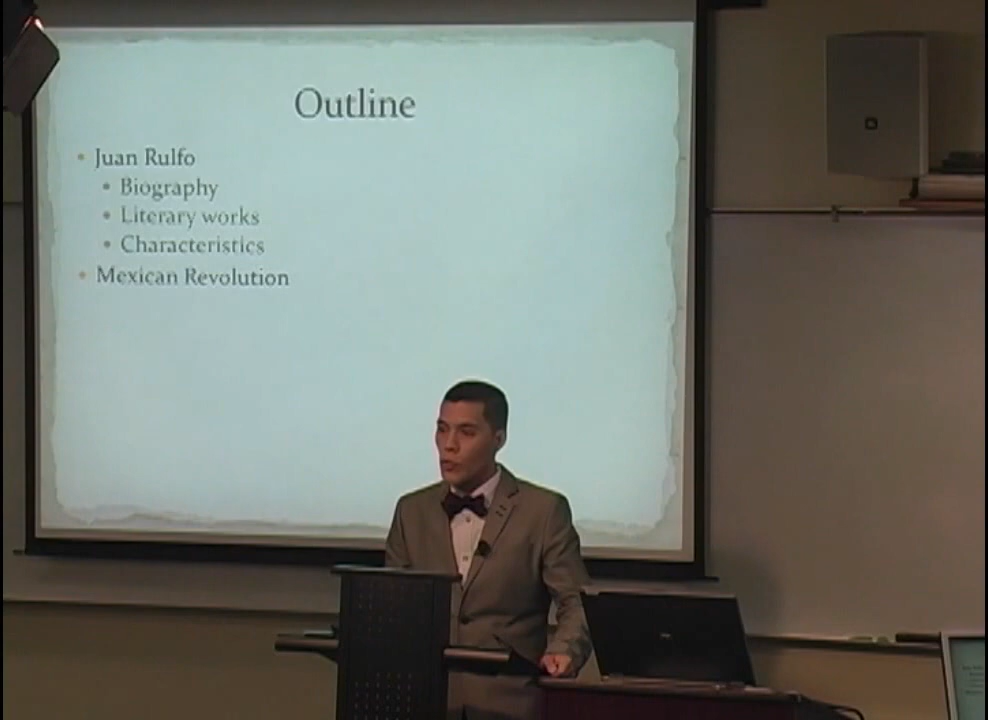 Outline
• Juan Rulfo
• Biography
• Literary works
• Characteristics
• Mexican Revolution